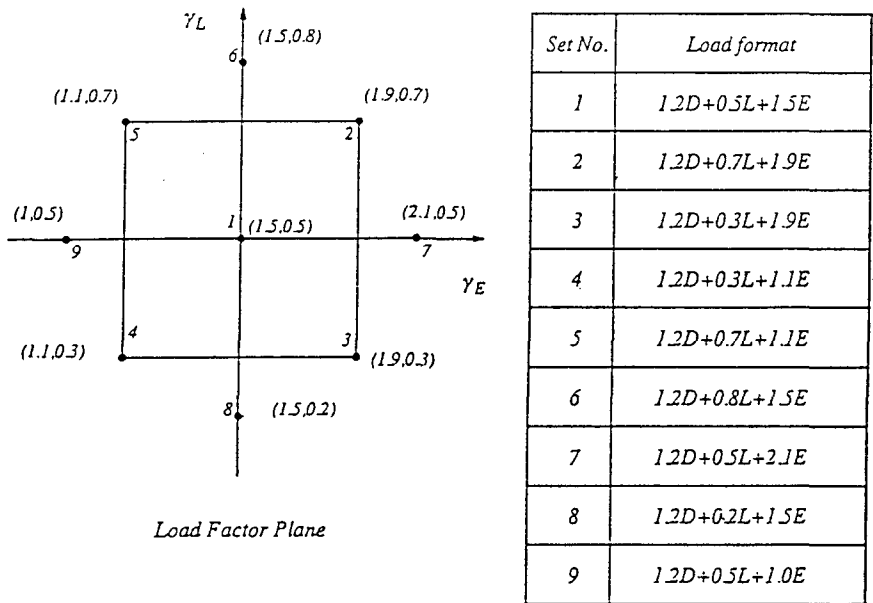 γL
(1.5,0.8)
6
(1.1,0.7)
(1.9,0.7)
5
2
(1,0.5)
1
(1.5,0.5)
(2.1,0.5)
9
7
γE
4
3
(1.1,0.3)
(1.9,0.3)
8
(1.5,0.2)
Load Factor Plane
Set No. Load format
1 1.2D+0.5L+1.5E
2 1.2D+0.7L+1.9E
3 1.2D+0.3L+1.9E
4 1.2D+0.3L+1.1E
5 1.2D+0.7L+1.1E
6 1.2D+0.8L+1.5E
7 1.2D+0.5L+2.1E
8 1.2D+0.2L+1.5E
9 1.2D+0.5L+1.0E